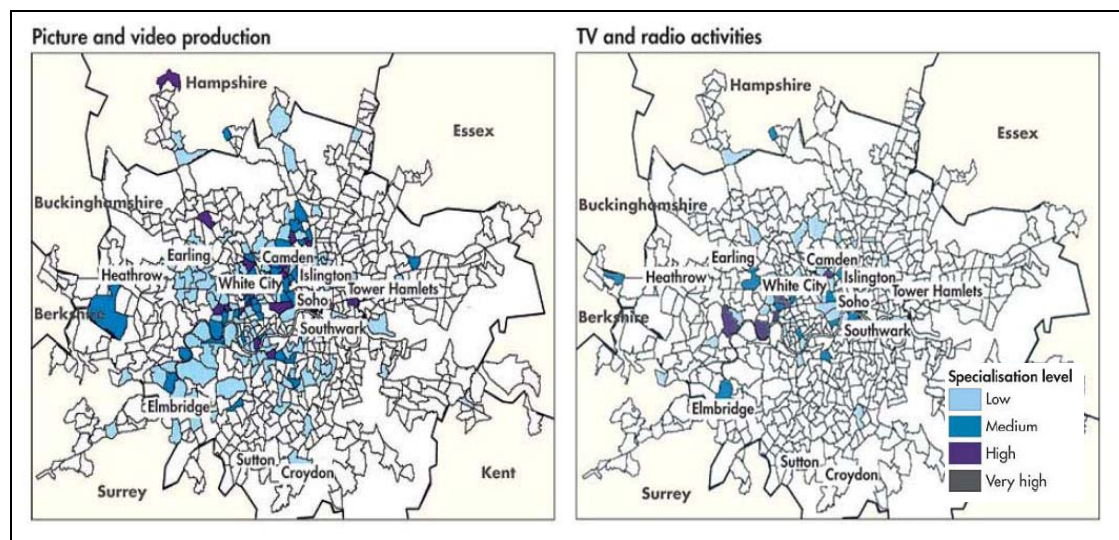 Picture and video production
Hampshire
Essex
Buckinghamshire
Earling
Camden
Heathrow
White City
Islington
Soho
Tower Hamlets
Berkshire
Southwark
Elmbridge
Sutton
Croydon
Surrey
Kent
TV and radio activities
Hampshire
Essex
Buckinghamshire
Earling
Camden
Heathrow
White City
Islington
Soho
Tower Hamlets
Berkshire
Southwark
Elmbridge
Sutton
Croydon
Surrey
Kent
Specialisation level
Low
Medium
High
Very high